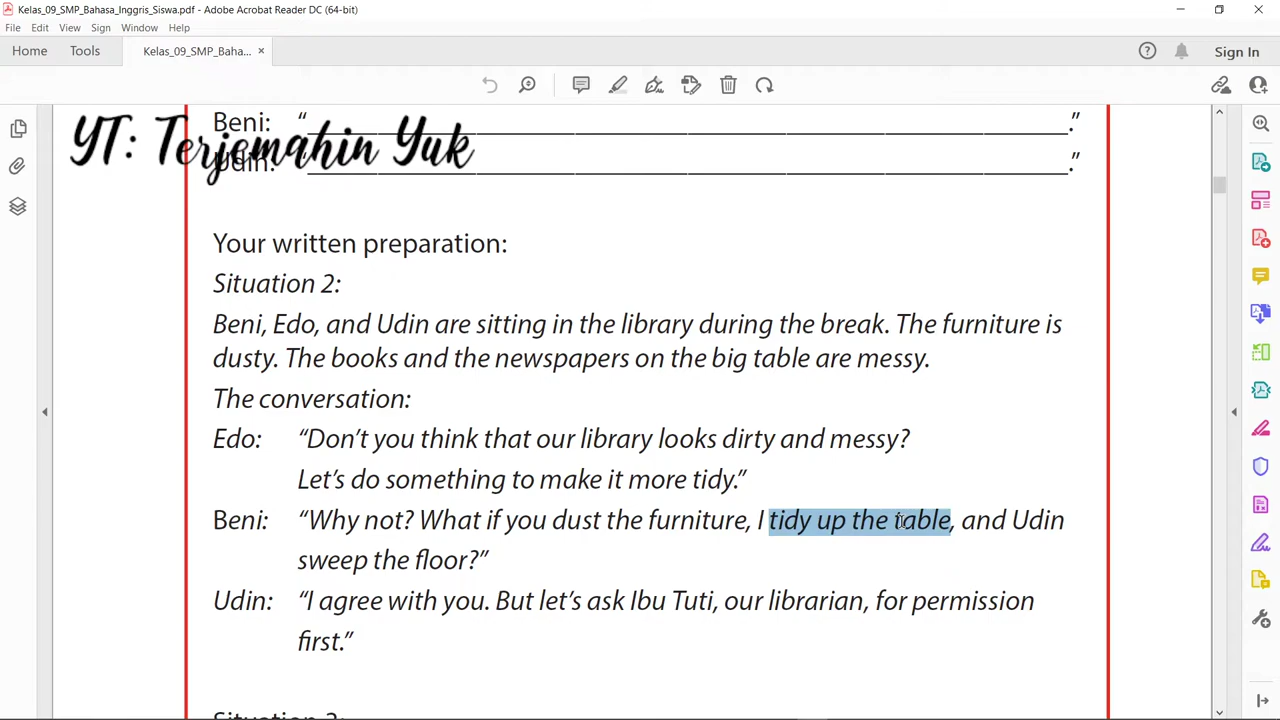 Kelas_09_SMP_Bahasa_Inggris_Siswa.pdf - Adobe Acrobat Reader DC (64-bit)
File Edit View Sign Window Help
Home Tools Kelas_09_SMP_Baha... × Sign In
YT: Terjemahin Yuk
Beni: “_____.”
Udin: “_____.”
Your written preparation:
Situation 2:
Beni, Edo, and Udin are sitting in the library during the break. The furniture is
dusty. The books and the newspapers on the big table are messy.
The conversation:
Edo: “Don’t you think that our library looks dirty and messy?
Let’s do something to make it more tidy.”
Beni: “Why not? What if you dust the furniture, I tidy up the table, and Udin
sweep the floor?”
Udin: “I agree with you. But let’s ask Ibu Tuti, our librarian, for permission
first.”
Situation 3: